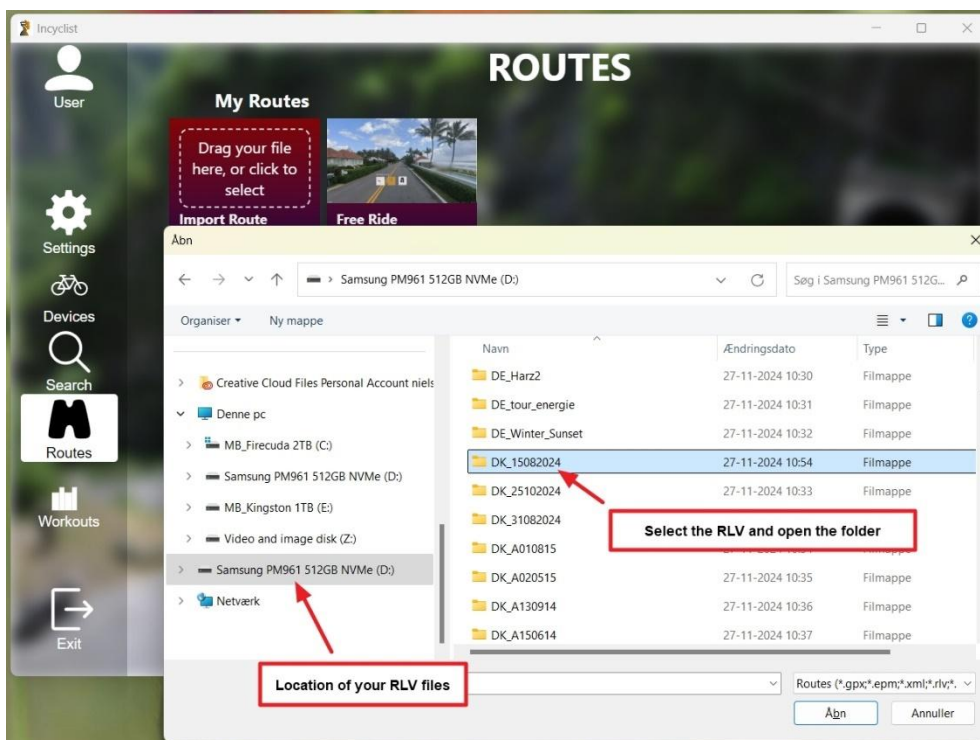 Incyclist
User
Settings
Devices
Search
Routes
Workouts
Exit
ROUTES
My Routes
Drag your file
here, or click to
select
Import Route
Free Ride
Åbn
Samsung PM961 512GB NVMe (D:)
Søg i Samsung PM961 512G...
Organiser
Ny mappe
Creative Cloud Files Personal Account niels
Denne pc
MB_Firecuda 2TB (C:)
Samsung PM961 512GB NVMe (D:)
MB_Kingston 1TB (E:)
Video and image disk (Z:)
Samsung PM961 512GB NVMe (D:)
Netværk
Navn Ændringsdato Type
DE_Harz2 27-11-2024 10:30 Filmappe
DE_tour_energie 27-11-2024 10:31 Filmappe
DE_Winter_Sunset 27-11-2024 10:32 Filmappe
DK_15082024 27-11-2024 10:54 Filmappe
DK_25102024 27-11-2024 10:33 Filmappe
DK_31082024
Select the RLV and open the folder
DK_A010815
DK_A020515 27-11-2024 10:35 Filmappe
DK_A130914 27-11-2024 10:36 Filmappe
DK_A150614 27-11-2024 10:37 Filmappe
Location of your RLV files
Routes (*.gpx;*.epm;*.xml;*.rlv;*.
Åbn
Annuller